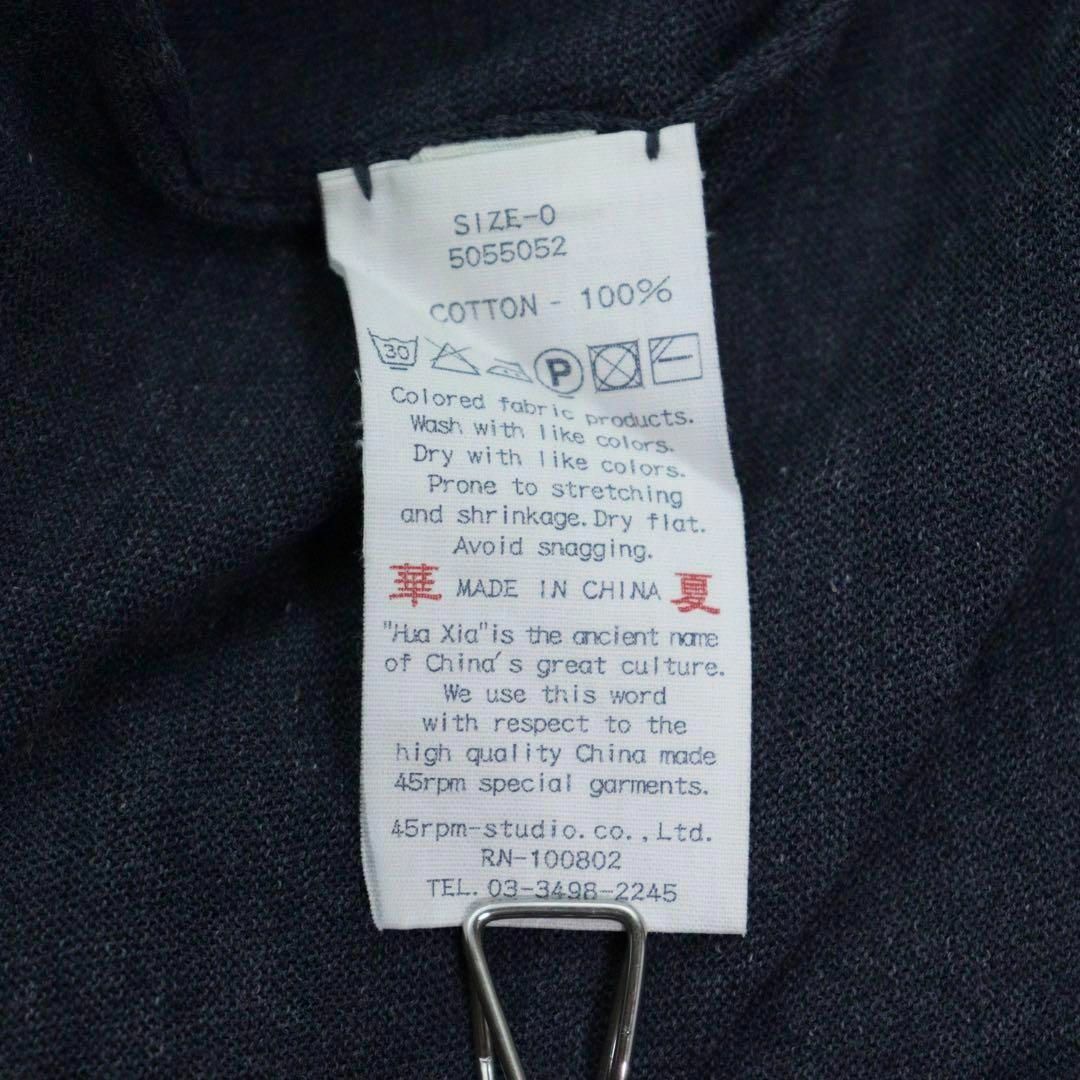 SIZE-0
5055052
COTTON - 100%
30 P
Colored fabric products.
Wash with like colors.
Dry with like colors.
Prone to stretching
and shrinkage. Dry flat.
Avoid snagging.
華 MADE IN CHINA 夏
"Hua Xia" is the ancient name
of China's great culture.
We use this word
with respect to the
high quality China made
45rpm special garments.
45rpm-studio.co.,Ltd.
RN-100802
TEL. 03-3498-2245